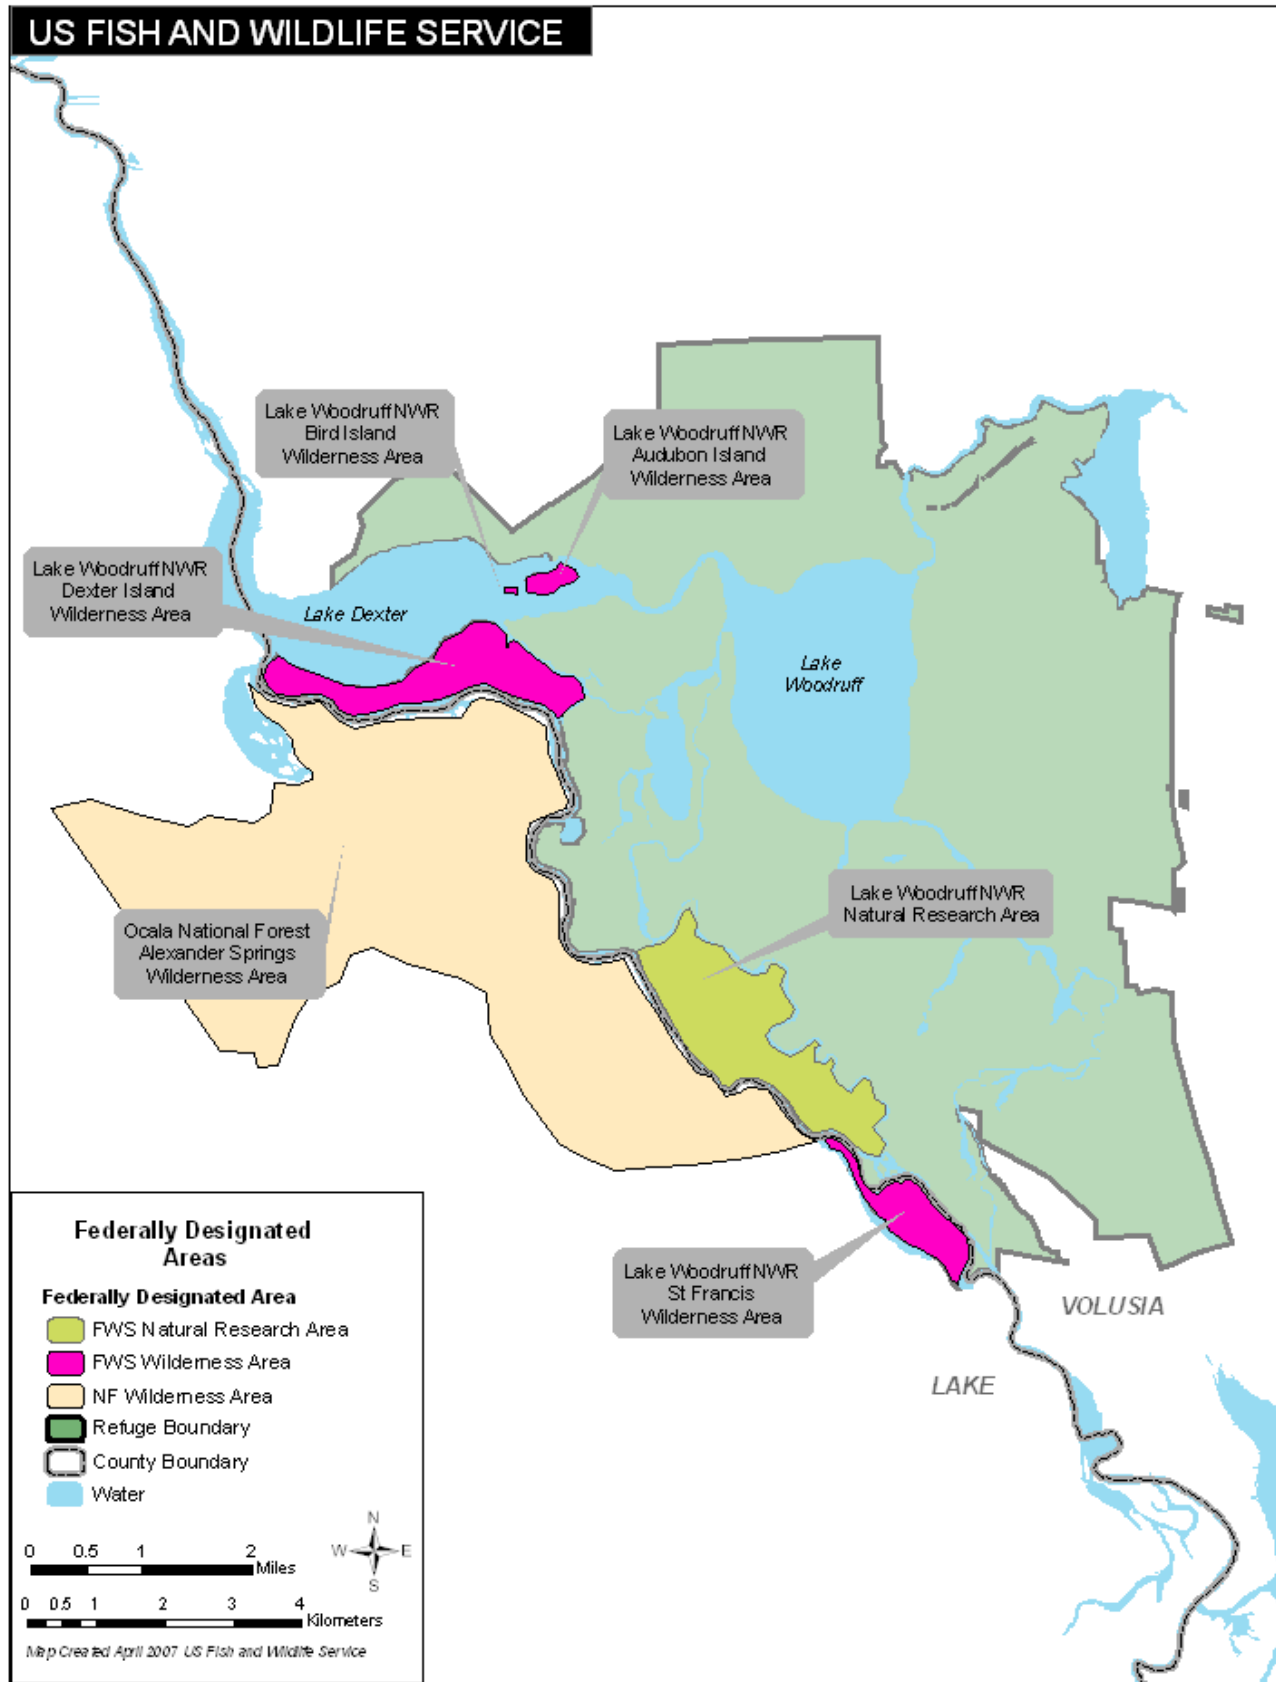 US FISH AND WILDLIFE SERVICE
Lake Woodruff NWR
Bird Island
Wilderness Area
Lake Woodruff NWR
Audubon Island
Wilderness Area
Lake Woodruff NWR
Dexter Island
Wilderness Area
Lake Dexter
Lake
Woodruff
Lake Woodruff NWR
Natural Research Area
Ocala National Forest
Alexander Springs
Wilderness Area
Lake Woodruff NWR
St Francis
Wilderness Area
VOLUSIA
LAKE
Federally Designated
Areas
Federally Designated Area
FWS Natural Research Area
FWS Wilderness Area
NF Wilderness Area
Refuge Boundary
County Boundary
Water
N
W E
S
0 0.5 1 2
Miles
0 0.5 1 2 3 4
Kilometers
Map Created April 2007 US Fish and Wildlife Service